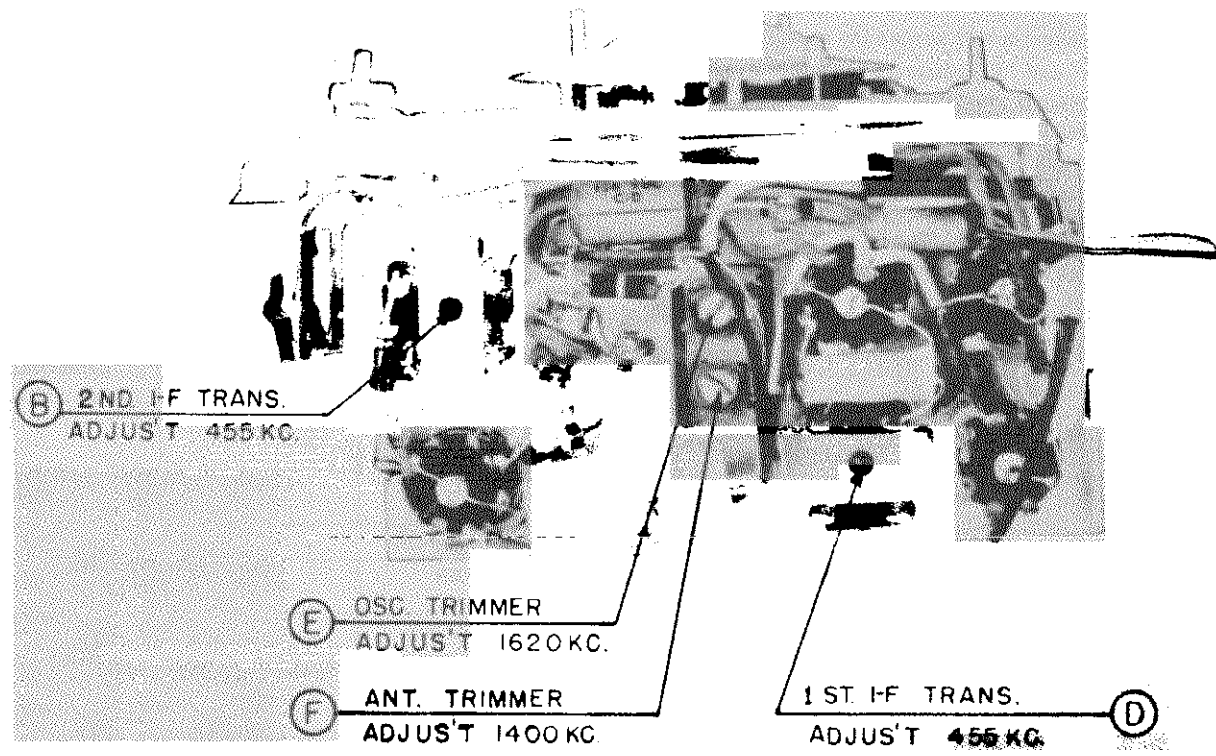 B 2ND I-F TRANS.
ADJUS'T 455 KC
E OSC. TRIMMER
ADJUS'T 1620 KC.
F ANT. TRIMMER
ADJUS'T 1400 KC.
1 ST. I-F TRANS. D
ADJUS'T 455 KC.